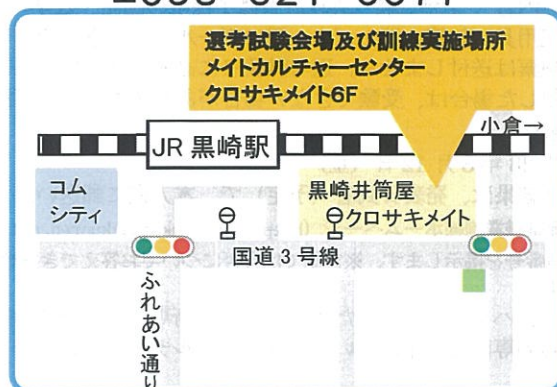 選考試験会場及び訓練実施場所
メイトカルチャーセンター
クロサキメイト6F
小倉→
JR 黒崎駅
コム
シティ
黒崎井筒屋
クロサキメイト
国道3号線
ふれあい通り